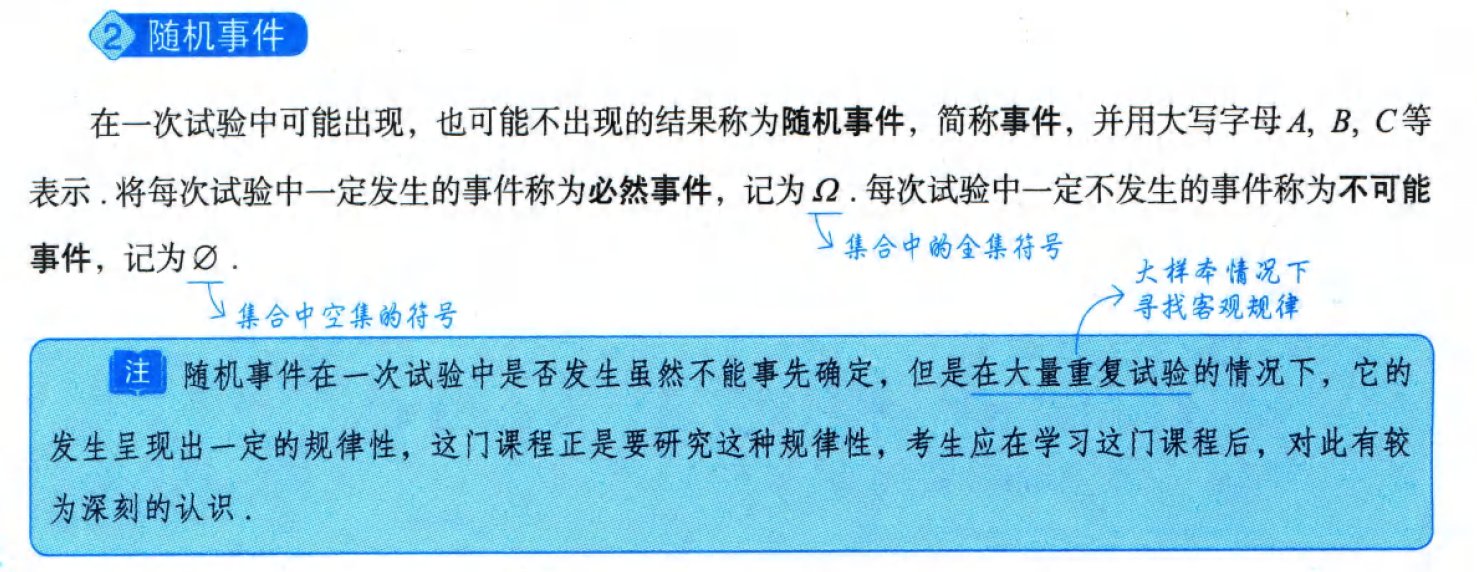 2 随机事件
在一次试验中可能出现，也可能不出现的结果称为随机事件，简称事件，并用大写字母A, B, C等
表示．将每次试验中一定发生的事件称为必然事件，记为Ω．每次试验中一定不发生的事件称为不可能
集合中的全集符号
事件，记为∅．
集合中空集的符号
大样本情况下
寻找客观规律
注 随机事件在一次试验中是否发生虽然不能事先确定，但是在大量重复试验的情况下，它的
发生呈现出一定的规律性，这门课程正是要研究这种规律性，考生应在学习这门课程后，对此有较
为深刻的认识．